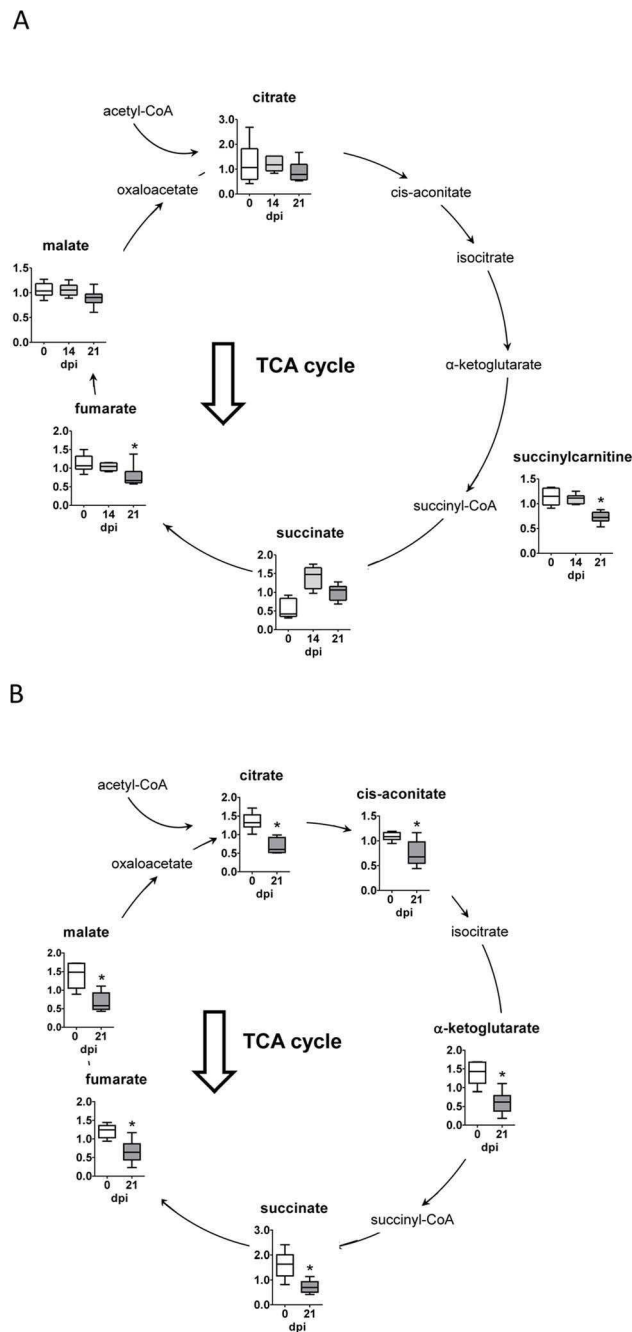 A
citrate
acetyl-CoA
3.0
2.0
1.0
0.0
0 14 21
dpi
oxaloacetate
cis-aconitate
malate
1.5
1.0
0.5
0.0
0 14 21
dpi
isocitrate
TCA cycle
α-ketoglutarate
fumarate
2.0
1.5
1.0
0.5
0.0
*
0 14 21
dpi
succinylcarnitine
1.5
1.0
0.5
0.0
*
0 14 21
dpi
succinyl-CoA
succinate
2.0
1.5
1.0
0.5
0.0
0 14 21
dpi
B
citrate
acetyl-CoA
2.0
1.5
1.0
0.5
0.0
*
0 21
dpi
cis-aconitate
1.5
1.0
0.5
0.0
*
0 21
dpi
oxaloacetate
malate
2.0
1.5
1.0
0.5
0.0
*
0 21
dpi
isocitrate
TCA cycle
α-ketoglutarate
2.0
1.5
1.0
0.5
0.0
*
0 21
dpi
fumarate
2.0
1.5
1.0
0.5
0.0
*
0 21
dpi
succinyl-CoA
succinate
3.0
2.0
1.0
0.0
*
0 21
dpi